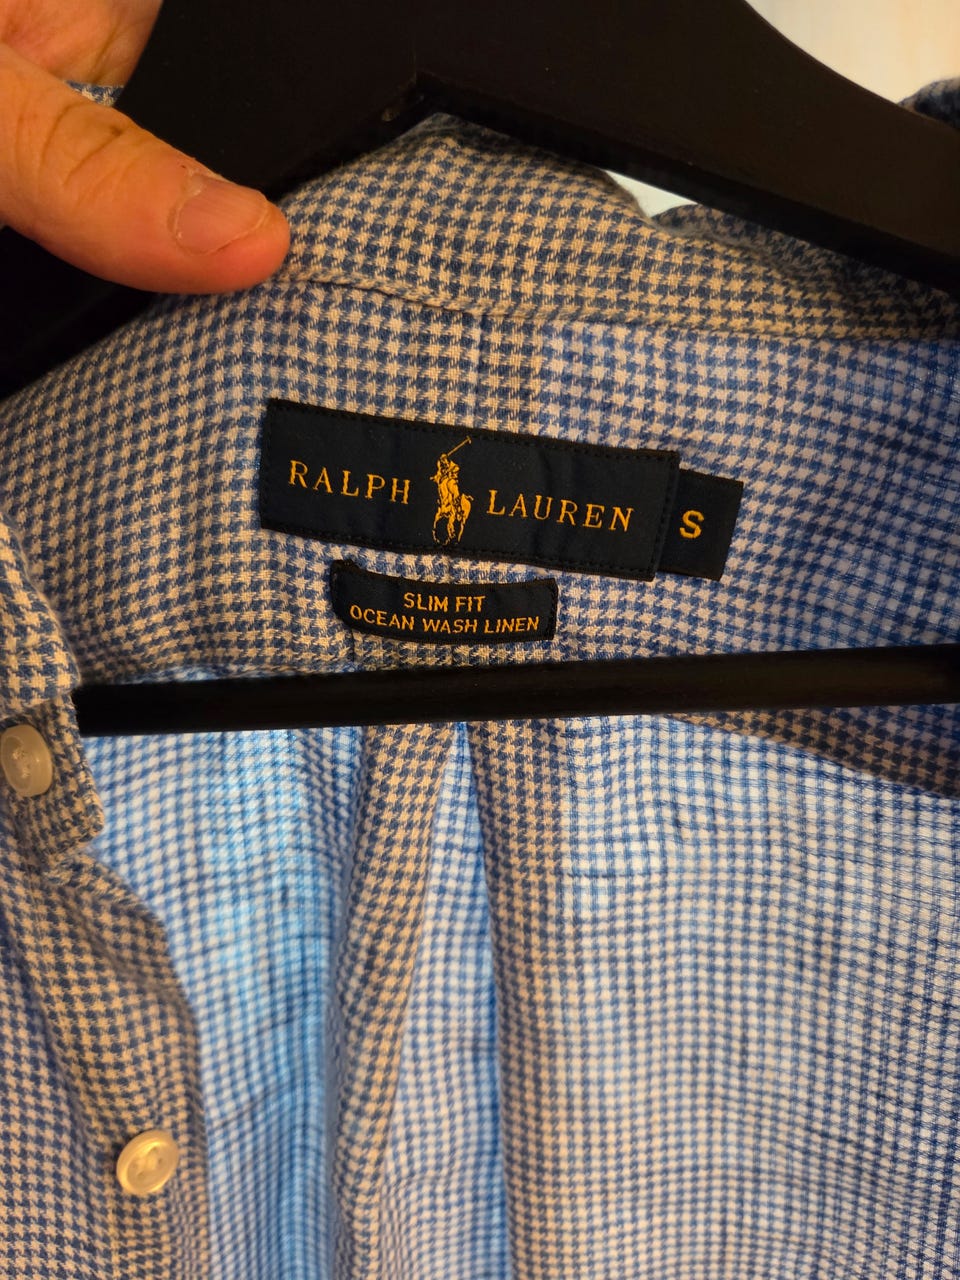 RALPH LAUREN
S
SLIM FIT
OCEAN WASH LINEN